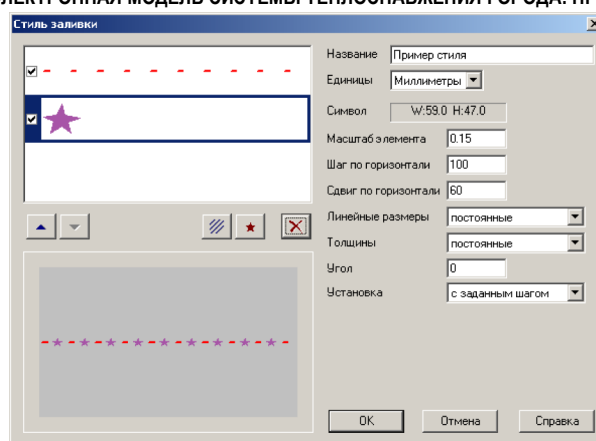 ЛЕКТРОННАЯ МОДЕЛЬ СИСТЕМЫ ТЕПЛОСНАБЖЕНИЯ ГОРОДА.
Стиль заливки
Название Пример стиля
Единицы Миллиметры
Символ W:59.0 H:47.0
Масштаб элемента 0.15
Шаг по горизонтали 100
Сдвиг по горизонтали 60
Линейные размеры постоянные
Толщины постоянные
Угол 0
Установка с заданным шагом
OK Отмена Справка